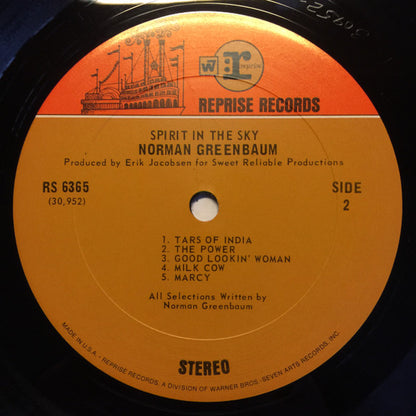 30952
W7 r: reprise
REPRISE RECORDS
SPIRIT IN THE SKY
NORMAN GREENBAUM
Produced by Erik Jacobsen for Sweet Reliable Productions
RS 6365
(30,952)
SIDE
2
1. TARS OF INDIA
2. THE POWER
3. GOOD LOOKIN' WOMAN
4. MILK COW
5. MARCY
All Selections Written by
Norman Greenbaum
STEREO
MADE IN U.S.A. · REPRISE RECORDS, A DIVISION OF WARNER BROS.-SEVEN ARTS RECORDS, INC.